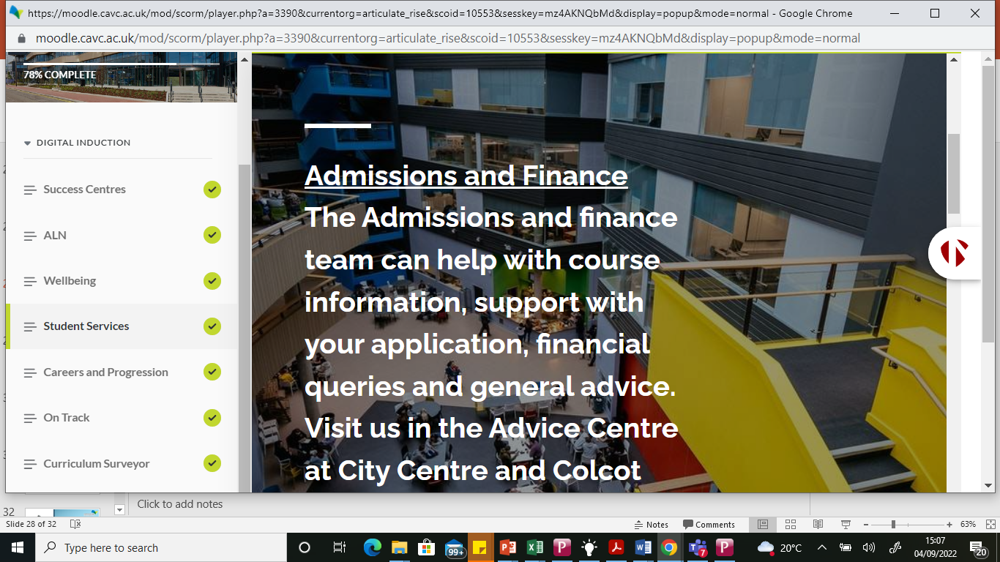 https://moodle.cavc.ac.uk/mod/scorm/player.php?a=3390&currentorg=articulate_rise&scoid=10553&sesskey=mz4AKNQbMd&display=popup&mode=normal - Google Chrome
moodle.cavc.ac.uk/mod/scorm/player.php?a=3390&currentorg=articulate_rise&scoid=10553&sesskey=mz4AKNQbMd&display=popup&mode=normal
78% COMPLETE
DIGITAL INDUCTION
Success Centres
ALN
Wellbeing
Student Services
Careers and Progression
On Track
Curriculum Surveyor
Admissions and Finance
The Admissions and finance
team can help with course
information, support with
your application, financial
queries and general advice.
Visit us in the Advice Centre
at City Centre and Colcot
32
Click to add notes
Slide 28 of 32
Notes
Comments
63%
Type here to search
99+
7
20°C
15:07
04/09/2022
20